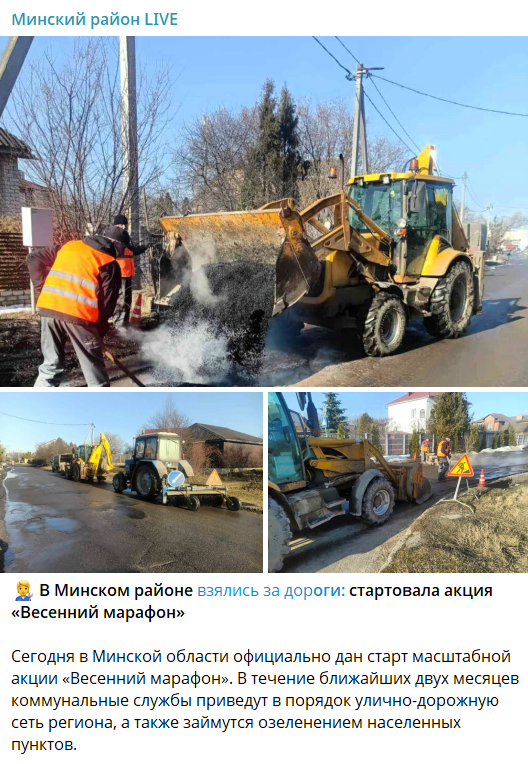 Минский район LIVE
В Минском районе взялись за дороги: стартовала акция
«Весенний марафон»
Сегодня в Минской области официально дан старт масштабной
акции «Весенний марафон». В течение ближайших двух месяцев
коммунальные службы приведут в порядок улично-дорожную
сеть региона, а также займутся озеленением населенных
пунктов.